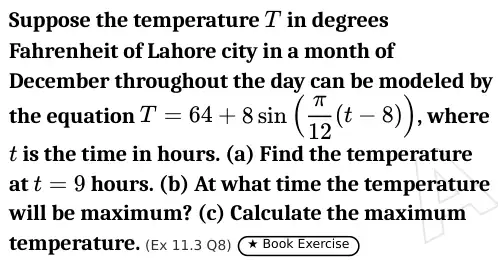 Suppose the temperature T in degrees
Fahrenheit of Lahore city in a month of
December throughout the day can be modeled by
the equation T = 64 + 8 sin (π/12 (t − 8)), where
t is the time in hours. (a) Find the temperature
at t = 9 hours. (b) At what time the temperature
will be maximum? (c) Calculate the maximum
temperature. (Ex 11.3 Q8) ★ Book Exercise